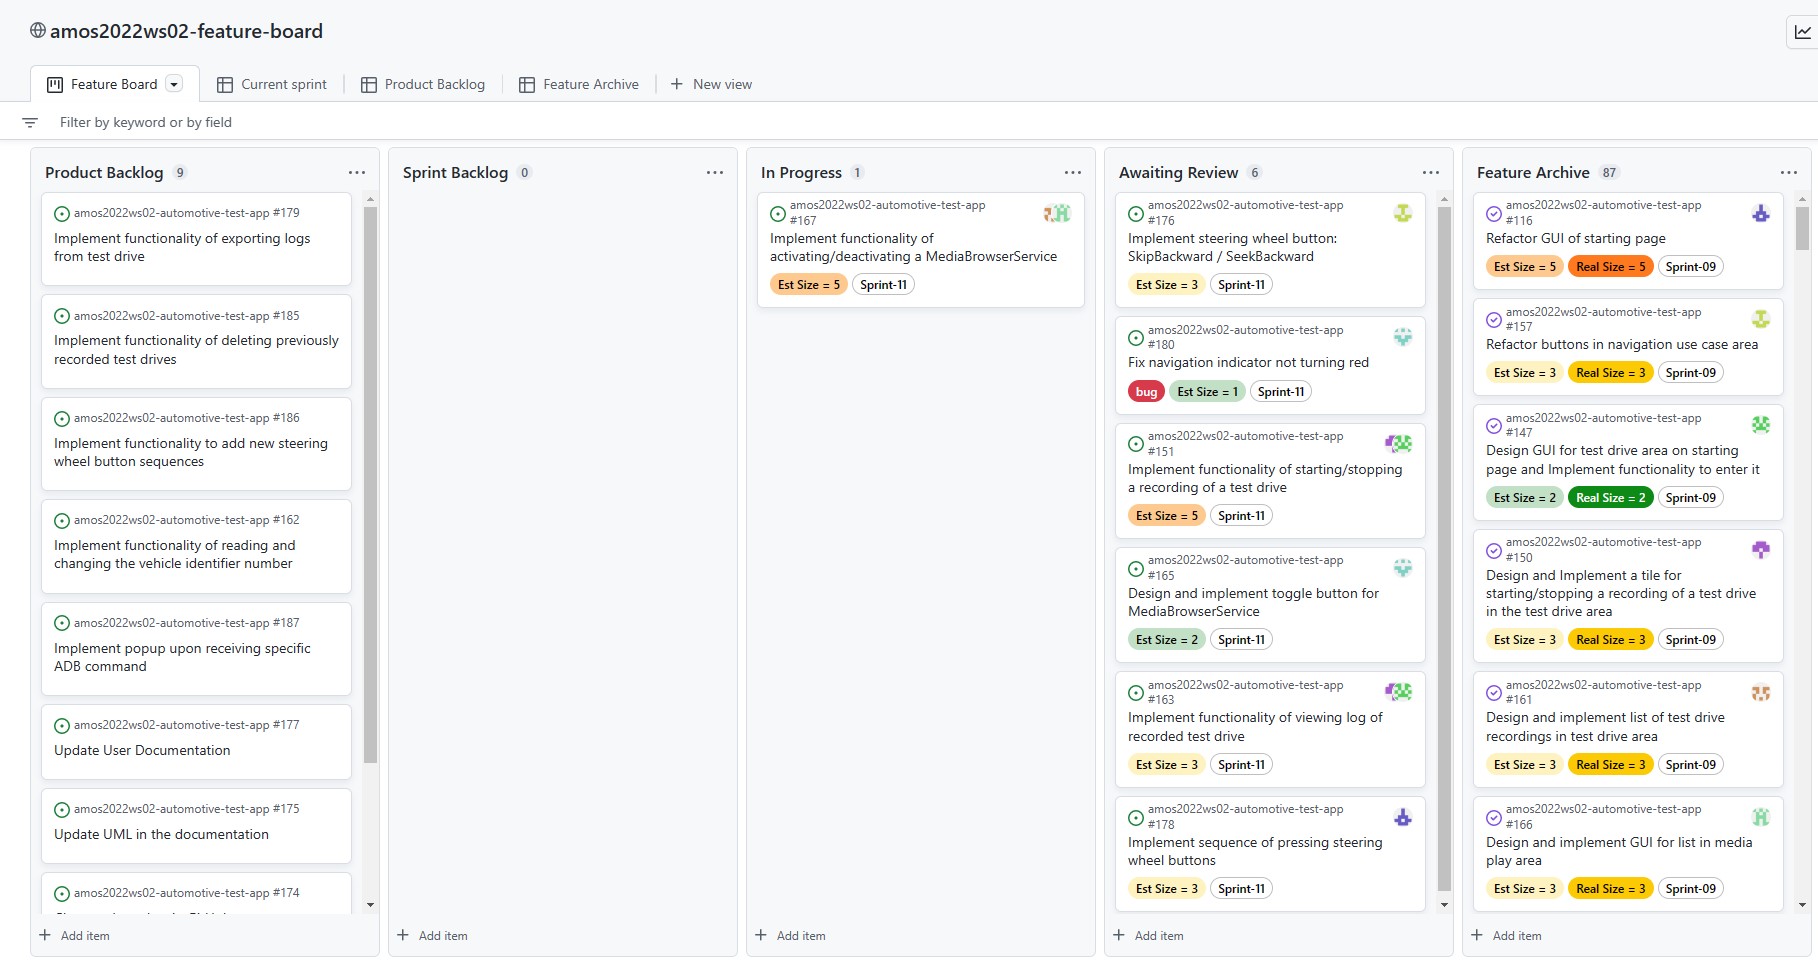 amos2022ws02-feature-board
Feature Board
Current sprint
Product Backlog
Feature Archive
New view
Filter by keyword or by field
Product Backlog 9
amos2022ws02-automotive-test-app #179
Implement functionality of exporting logs
from test drive
amos2022ws02-automotive-test-app #185
Implement functionality of deleting previously
recorded test drives
amos2022ws02-automotive-test-app #186
Implement functionality to add new steering
wheel button sequences
amos2022ws02-automotive-test-app #162
Implement functionality of reading and
changing the vehicle identifier number
amos2022ws02-automotive-test-app #187
Implement popup upon receiving specific
ADB command
amos2022ws02-automotive-test-app #177
Update User Documentation
amos2022ws02-automotive-test-app #175
Update UML in the documentation
amos2022ws02-automotive-test-app #174
Add item
Sprint Backlog 0
Add item
In Progress 1
amos2022ws02-automotive-test-app
#167
Implement functionality of
activating/deactivating a MediaBrowserService
Est Size = 5 Sprint-11
Add item
Awaiting Review 6
amos2022ws02-automotive-test-app
#176
Implement steering wheel button:
SkipBackward / SeekBackward
Est Size = 3 Sprint-11
amos2022ws02-automotive-test-app
#180
Fix navigation indicator not turning red
bug Est Size = 1 Sprint-11
amos2022ws02-automotive-test-app
#151
Implement functionality of starting/stopping
a recording of a test drive
Est Size = 5 Sprint-11
amos2022ws02-automotive-test-app
#165
Design and implement toggle button for
MediaBrowserService
Est Size = 2 Sprint-11
amos2022ws02-automotive-test-app
#163
Implement functionality of viewing log of
recorded test drive
Est Size = 3 Sprint-11
amos2022ws02-automotive-test-app
#178
Implement sequence of pressing steering
wheel buttons
Est Size = 3 Sprint-11
Add item
Feature Archive 87
amos2022ws02-automotive-test-app
#116
Refactor GUI of starting page
Est Size = 5 Real Size = 5 Sprint-09
amos2022ws02-automotive-test-app
#157
Refactor buttons in navigation use case area
Est Size = 3 Real Size = 3 Sprint-09
amos2022ws02-automotive-test-app
#147
Design GUI for test drive area on starting
page and Implement functionality to enter it
Est Size = 2 Real Size = 2 Sprint-09
amos2022ws02-automotive-test-app
#150
Design and Implement a tile for
starting/stopping a recording of a test drive
in the test drive area
Est Size = 3 Real Size = 3 Sprint-09
amos2022ws02-automotive-test-app
#161
Design and implement list of test drive
recordings in test drive area
Est Size = 3 Real Size = 3 Sprint-09
amos2022ws02-automotive-test-app
#166
Design and implement GUI for list in media
play area
Est Size = 3 Real Size = 3 Sprint-09
Add item